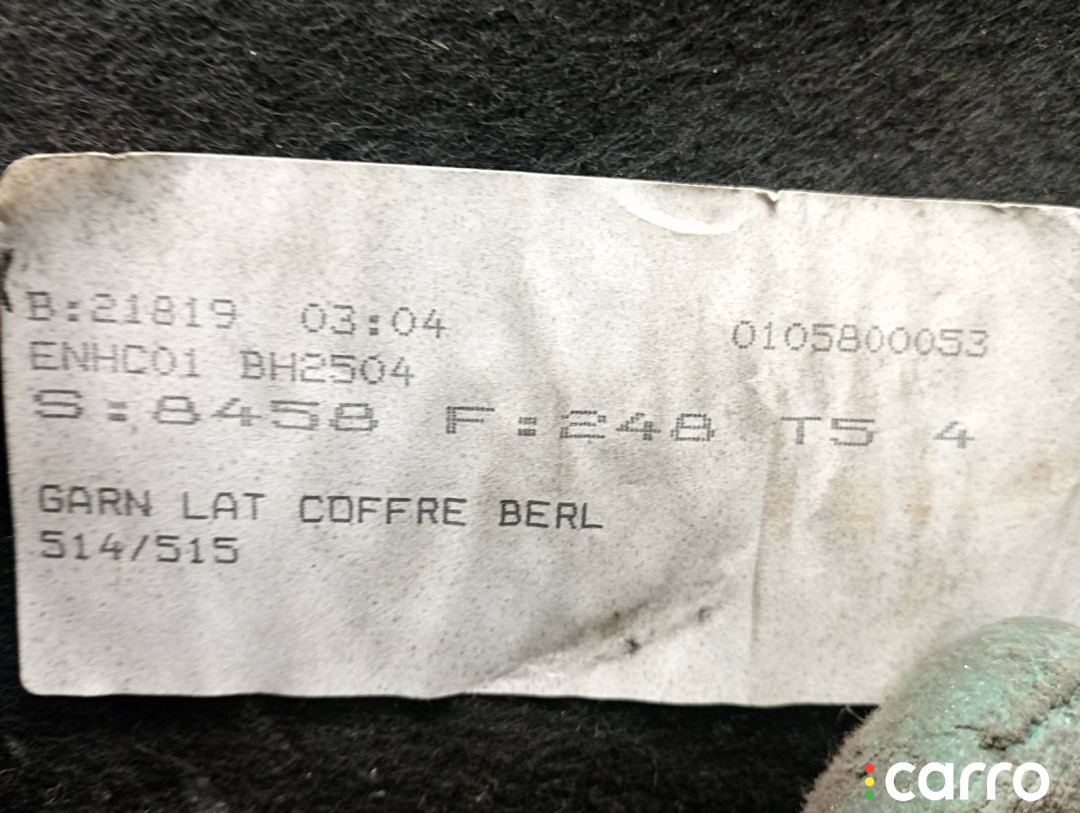 B:21819 03:04 0105800053
ENHC01 BH2504
S:8458 F:248 T5 4
GARN LAT COFFRE BERL
514/515
carro